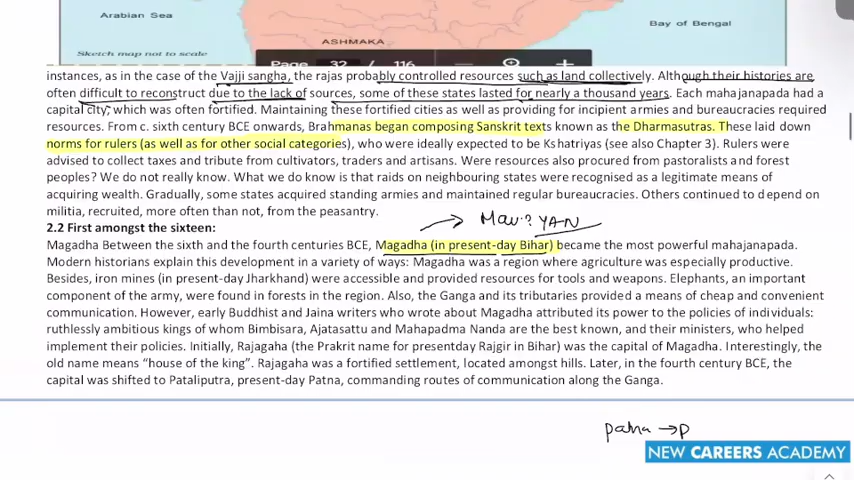 Arabian Sea
Bay of Bengal
ASHMAKA
Sketch map not to scale
Page 32 / 116
instances, as in the case of the Vajji sangha, the rajas probably controlled resources such as land collectively. Although their histories are
often difficult to reconstruct due to the lack of sources, some of these states lasted for nearly a thousand years. Each mahajanapada had a
capital city, which was often fortified. Maintaining these fortified cities as well as providing for incipient armies and bureaucracies required
resources. From c. sixth century BCE onwards, Brahmanas began composing Sanskrit texts known as the Dharmasutras. These laid down
norms for rulers (as well as for other social categories), who were ideally expected to be Kshatriyas (see also Chapter 3). Rulers were
advised to collect taxes and tribute from cultivators, traders and artisans. Were resources also procured from pastoralists and forest
peoples? We do not really know. What we do know is that raids on neighbouring states were recognised as a legitimate means of
acquiring wealth. Gradually, some states acquired standing armies and maintained regular bureaucracies. Others continued to depend on
militia, recruited, more often than not, from the peasantry.
YAN
2.2 First amongst the sixteen:
Magadha Between the sixth and the fourth centuries BCE, Magadha (in present-day Bihar) became the most powerful mahajanapada.
Modern historians explain this development in a variety of ways: Magadha was a region where agriculture was especially productive.
Besides, iron mines (in present-day Jharkhand) were accessible and provided resources for tools and weapons. Elephants, an important
component of the army, were found in forests in the region. Also, the Ganga and its tributaries provided a means of cheap and convenient
communication. However, early Buddhist and Jaina writers who wrote about Magadha attributed its power to the policies of individuals:
ruthlessly ambitious kings of whom Bimbisara, Ajatasattu and Mahapadma Nanda are the best known, and their ministers, who helped
implement their policies. Initially, Rajagaha (the Prakrit name for presentday Rajgir in Bihar) was the capital of Magadha. Interestingly, the
old name means “house of the king”. Rajagaha was a fortified settlement, located amongst hills. Later, in the fourth century BCE, the
capital was shifted to Pataliputra, present-day Patna, commanding routes of communication along the Ganga.
patna → p
NEW CAREERS ACADEMY